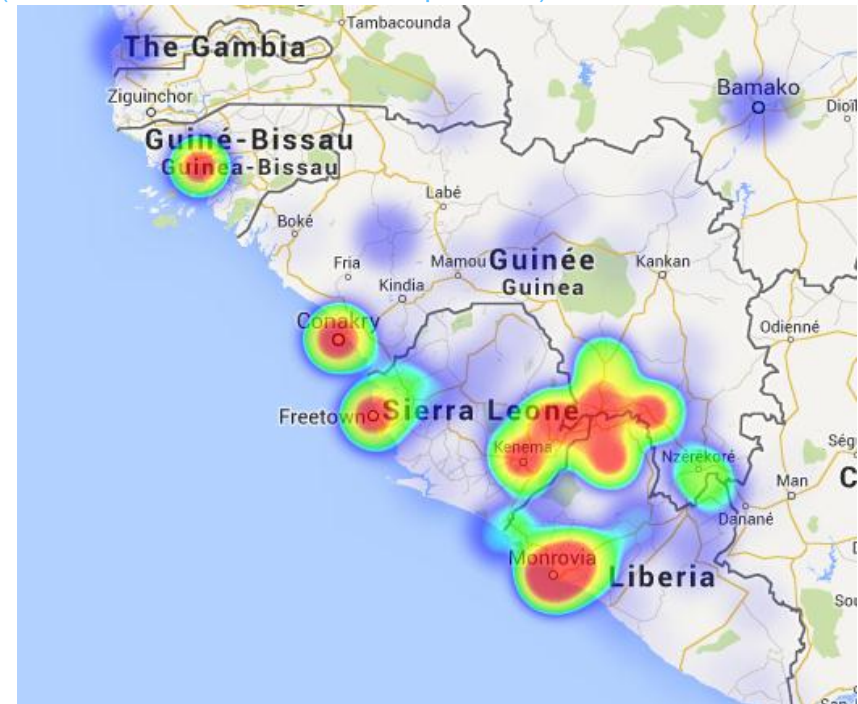 Tambacounda
The Gambia
Ziguinchor
Bamako
Guiné-Bissau
Guinea-Bissau
Labé
Boké
Fria
Mamou
Guinée
Guinea
Kankan
Kindia
Conakry
Odienné
Freetown
Sierra Leone
Kenema
Nzérékoré
Man
Danané
Monrovia
Liberia